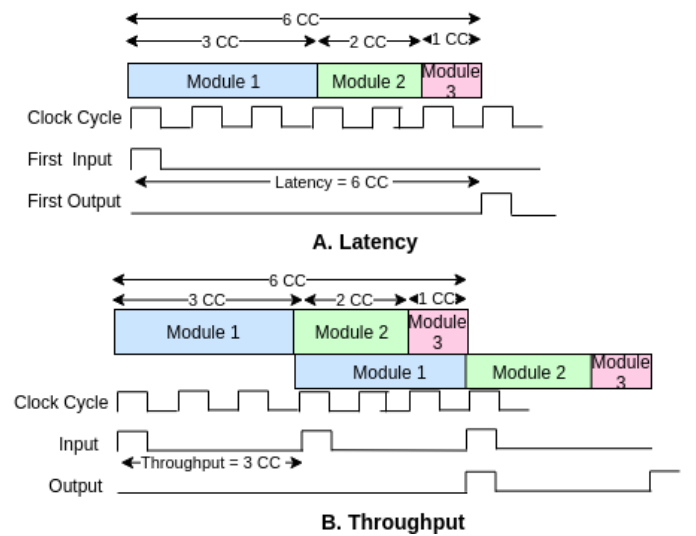 6 CC
3 CC 2 CC 1 CC
Module 1 Module 2 Module
3
Clock Cycle
First Input
Latency = 6 CC
First Output
A. Latency
6 CC
3 CC 2 CC 1 CC
Module 1 Module 2 Module
3
Module 1 Module 2 Module
3
Clock Cycle
Input
Throughput = 3 CC
Output
B. Throughput